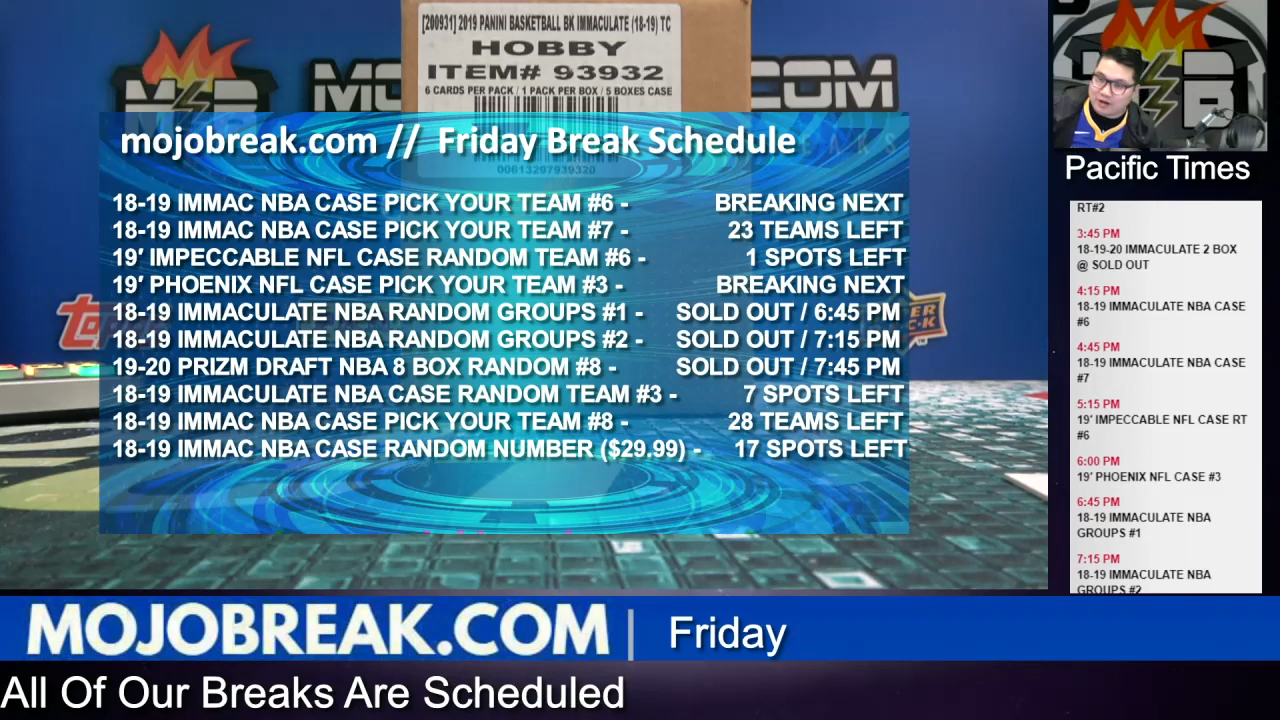 [200931] 2019 PANINI BASKETBALL BK IMMACULATE (18-19) TC
HOBBY
ITEM# 93932
6 CARDS PER PACK / 1 PACK PER BOX / 5 BOXES CASE
00613297939320
MO
.COM
mojobreak.com // Friday Break Schedule
18-19 IMMAC NBA CASE PICK YOUR TEAM #6 - BREAKING NEXT
18-19 IMMAC NBA CASE PICK YOUR TEAM #7 - 23 TEAMS LEFT
19′ IMPECCABLE NFL CASE RANDOM TEAM #6 - 1 SPOTS LEFT
19′ PHOENIX NFL CASE PICK YOUR TEAM #3 - BREAKING NEXT
18-19 IMMACULATE NBA RANDOM GROUPS #1 - SOLD OUT / 6:45 PM
18-19 IMMACULATE NBA RANDOM GROUPS #2 - SOLD OUT / 7:15 PM
19-20 PRIZM DRAFT NBA 8 BOX RANDOM #8 - SOLD OUT / 7:45 PM
18-19 IMMACULATE NBA CASE RANDOM TEAM #3 - 7 SPOTS LEFT
18-19 IMMAC NBA CASE PICK YOUR TEAM #8 - 28 TEAMS LEFT
18-19 IMMAC NBA CASE RANDOM NUMBER ($29.99) - 17 SPOTS LEFT
Pacific Times
RT#2
3:45 PM
18-19-20 IMMACULATE 2 BOX
@ SOLD OUT
4:15 PM
18-19 IMMACULATE NBA CASE
#6
4:45 PM
18-19 IMMACULATE NBA CASE
#7
5:15 PM
19′ IMPECCABLE NFL CASE RT
#6
6:00 PM
19′ PHOENIX NFL CASE #3
6:45 PM
18-19 IMMACULATE NBA
GROUPS #1
7:15 PM
18-19 IMMACULATE NBA
GROUPS #2
MOJOBREAK.COM | Friday
All Of Our Breaks Are Scheduled